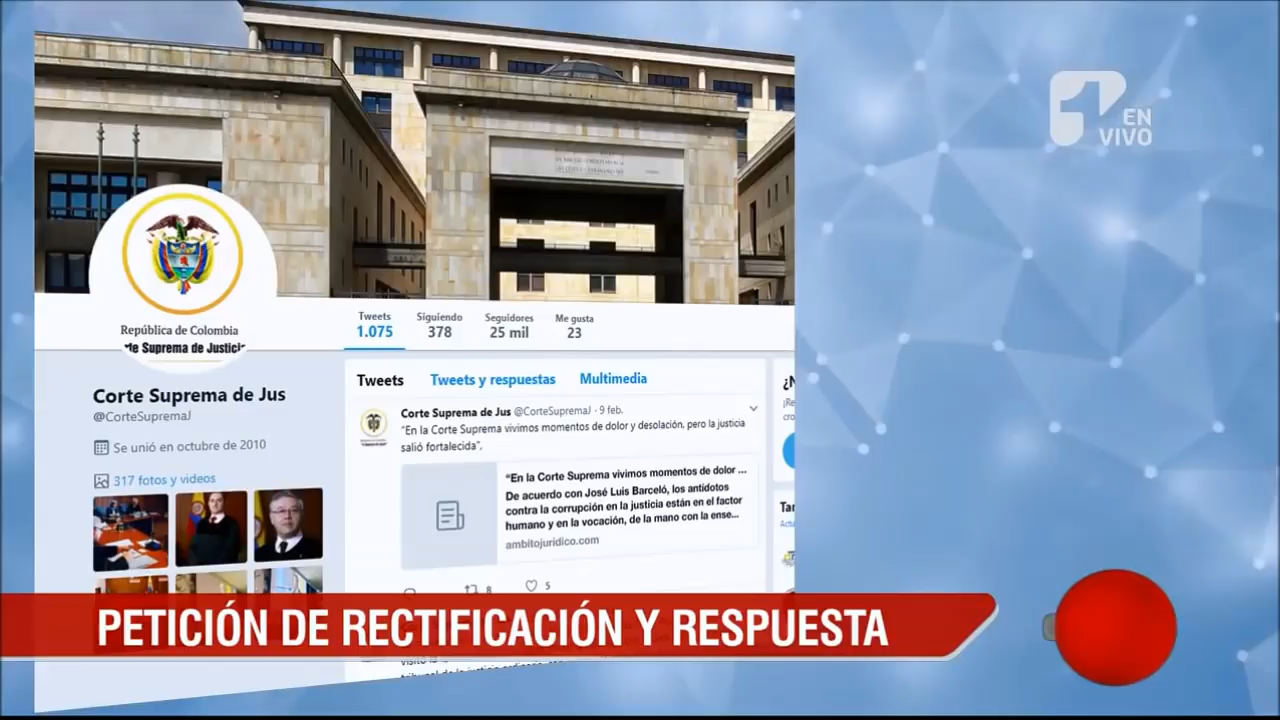 1 EN
VIVO
República de Colombia
Corte Suprema de Jus
@CorteSupremaJ
Se unió en octubre de 2010
317 fotos y videos
Tweets Siguiendo Seguidores Me gusta
1.075 378 25 mil 23
Tweets Tweets y respuestas Multimedia
Corte Suprema de Jus @CorteSupremaJ · 9 feb.
"En la Corte Suprema vivimos momentos de dolor y desolación, pero la justicia
salió fortalecida".
"En la Corte Suprema vivimos momentos de dolor ...
De acuerdo con José Luis Barceló, los antídotos
contra la corrupción en la justicia están en el factor
humano y en la vocación, de la mano con la ense...
ambitojuridico.com
8 5
PETICIÓN DE RECTIFICACIÓN Y RESPUESTA